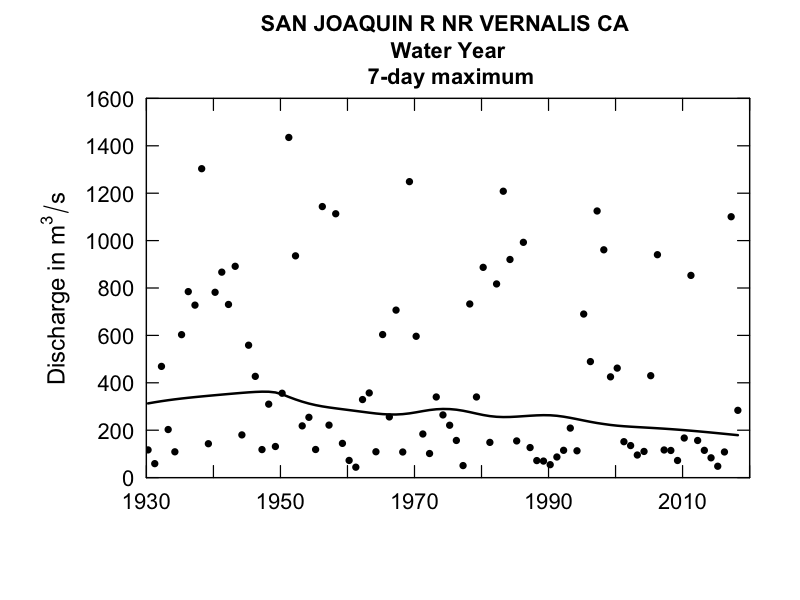 SAN JOAQUIN R NR VERNALIS CA
Water Year
7-day maximum
Discharge in m³/s
1600
1400
1200
1000
800
600
400
200
0
1930 1950 1970 1990 2010